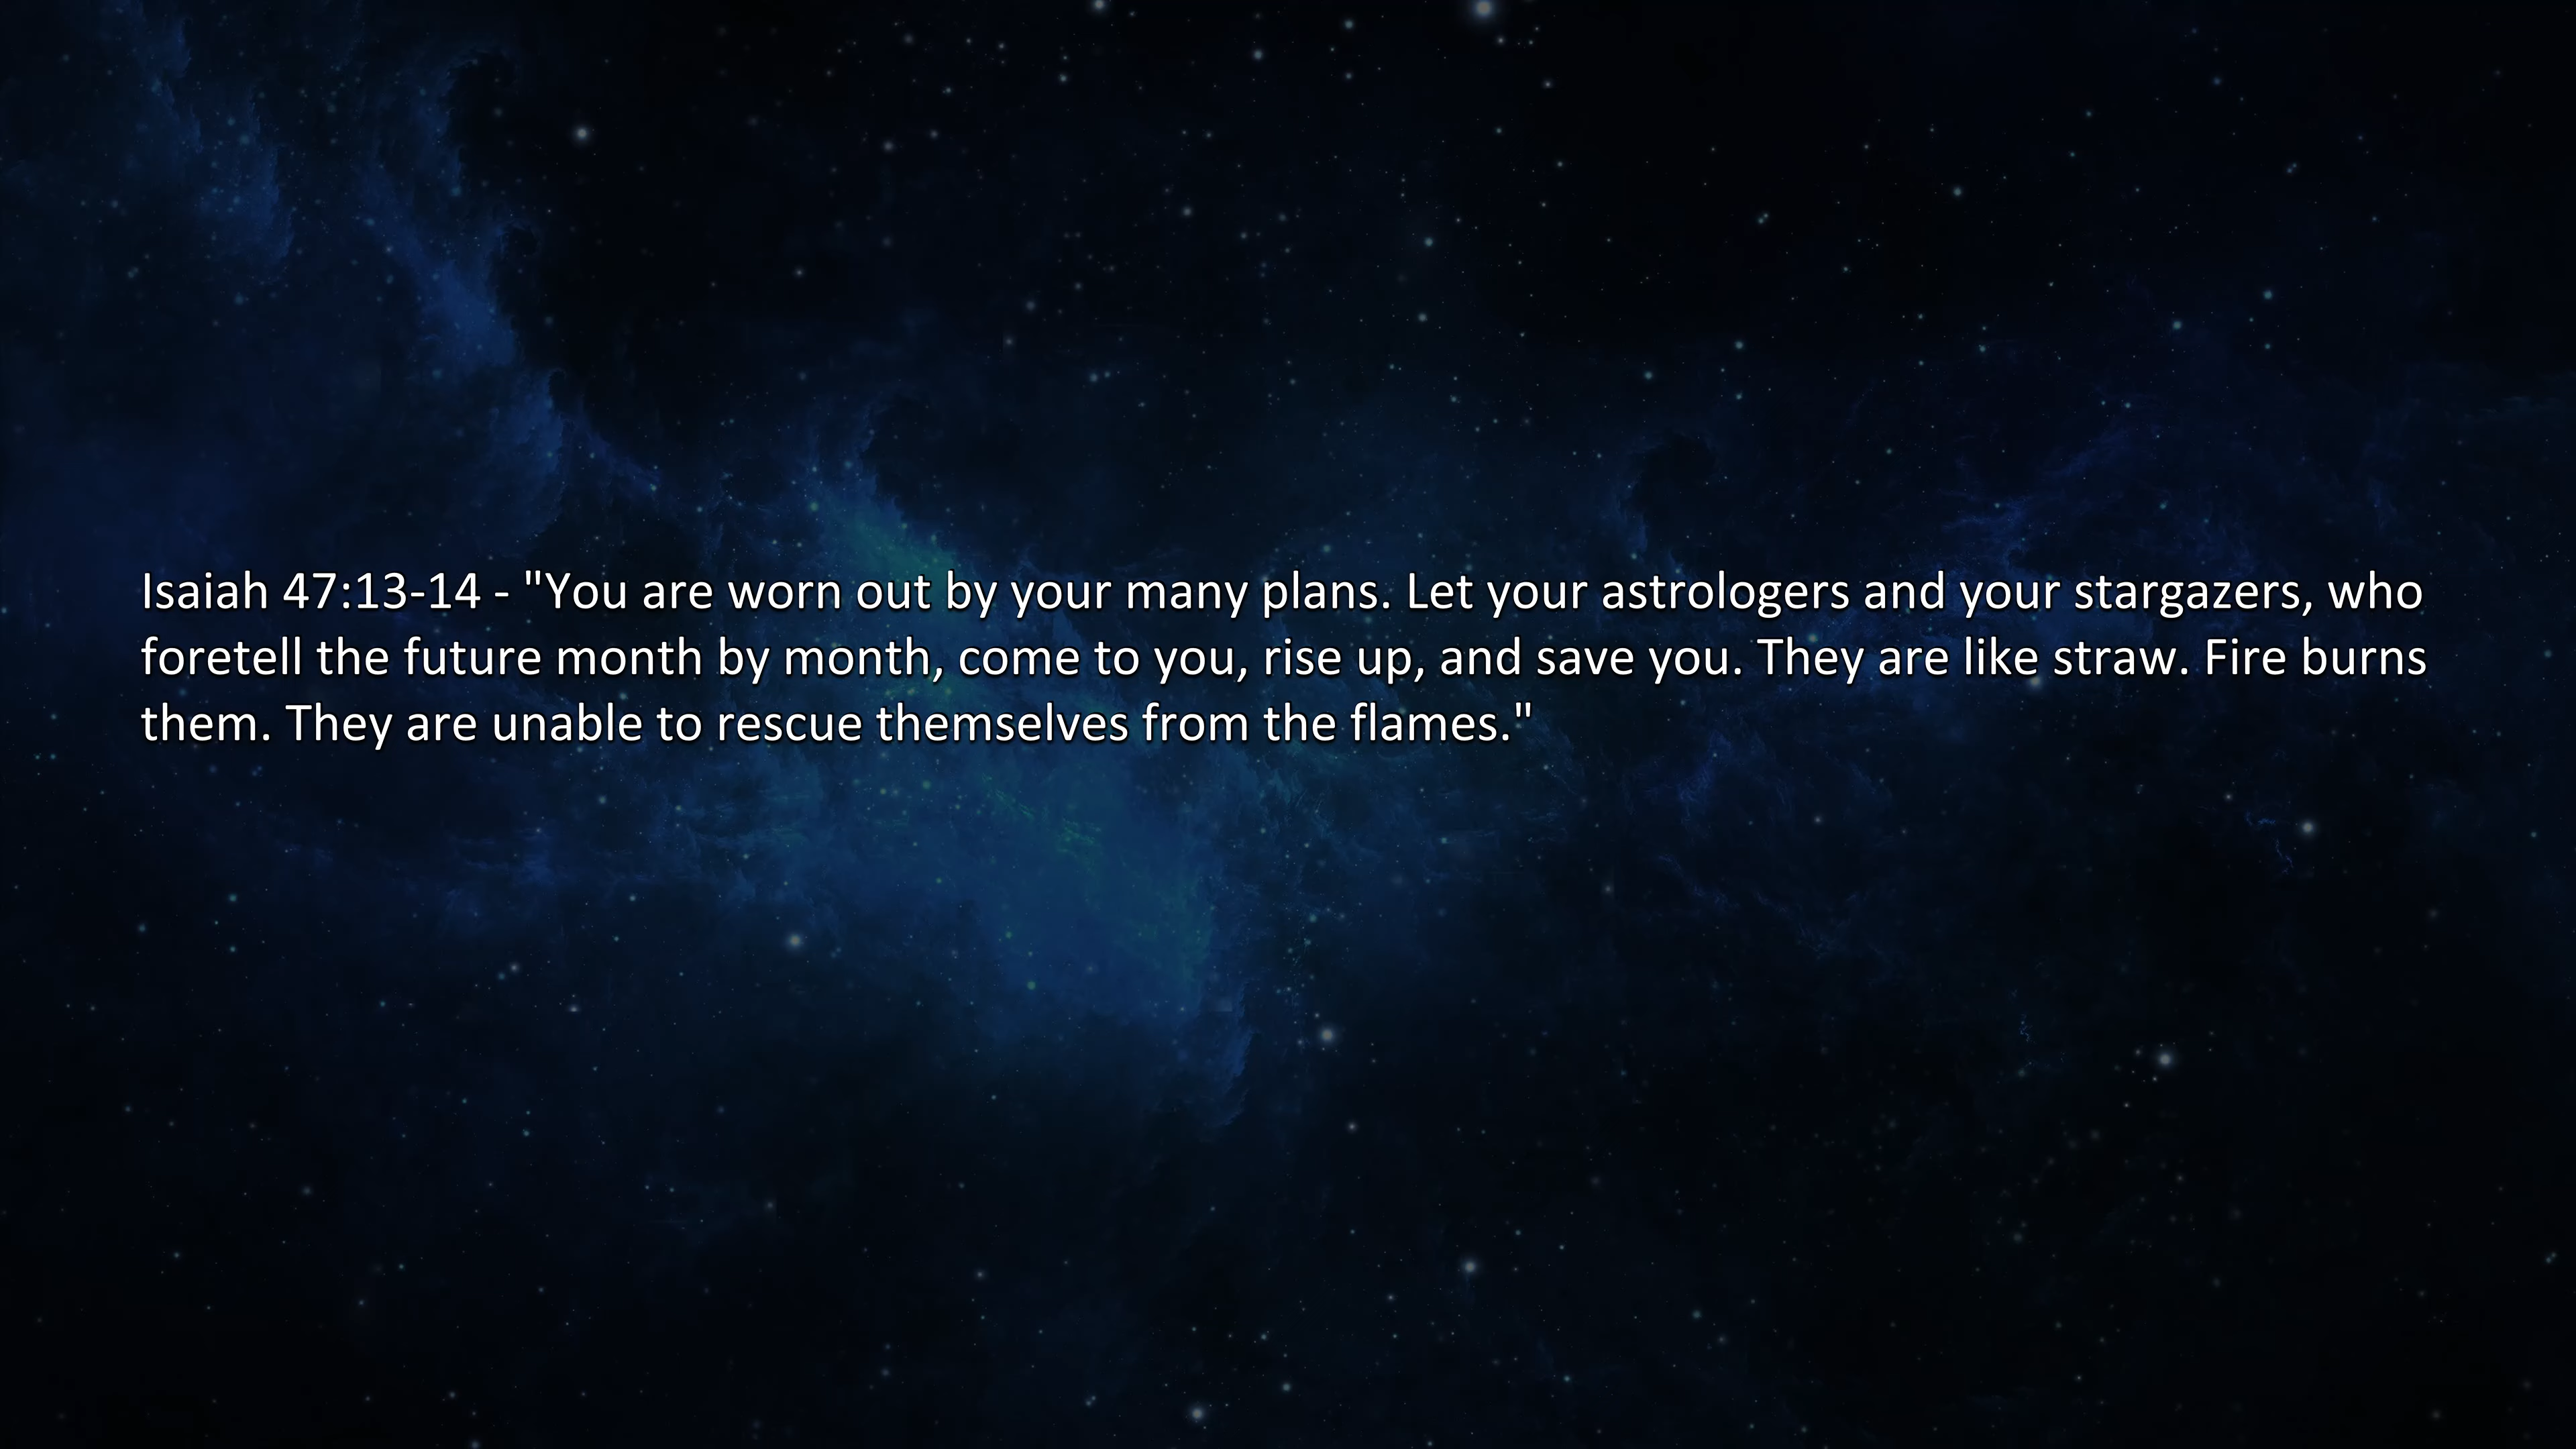 Isaiah 47:13-14 - "You are worn out by your many plans. Let your astrologers and your stargazers, who
foretell the future month by month, come to you, rise up, and save you. They are like straw. Fire burns
them. They are unable to rescue themselves from the flames."